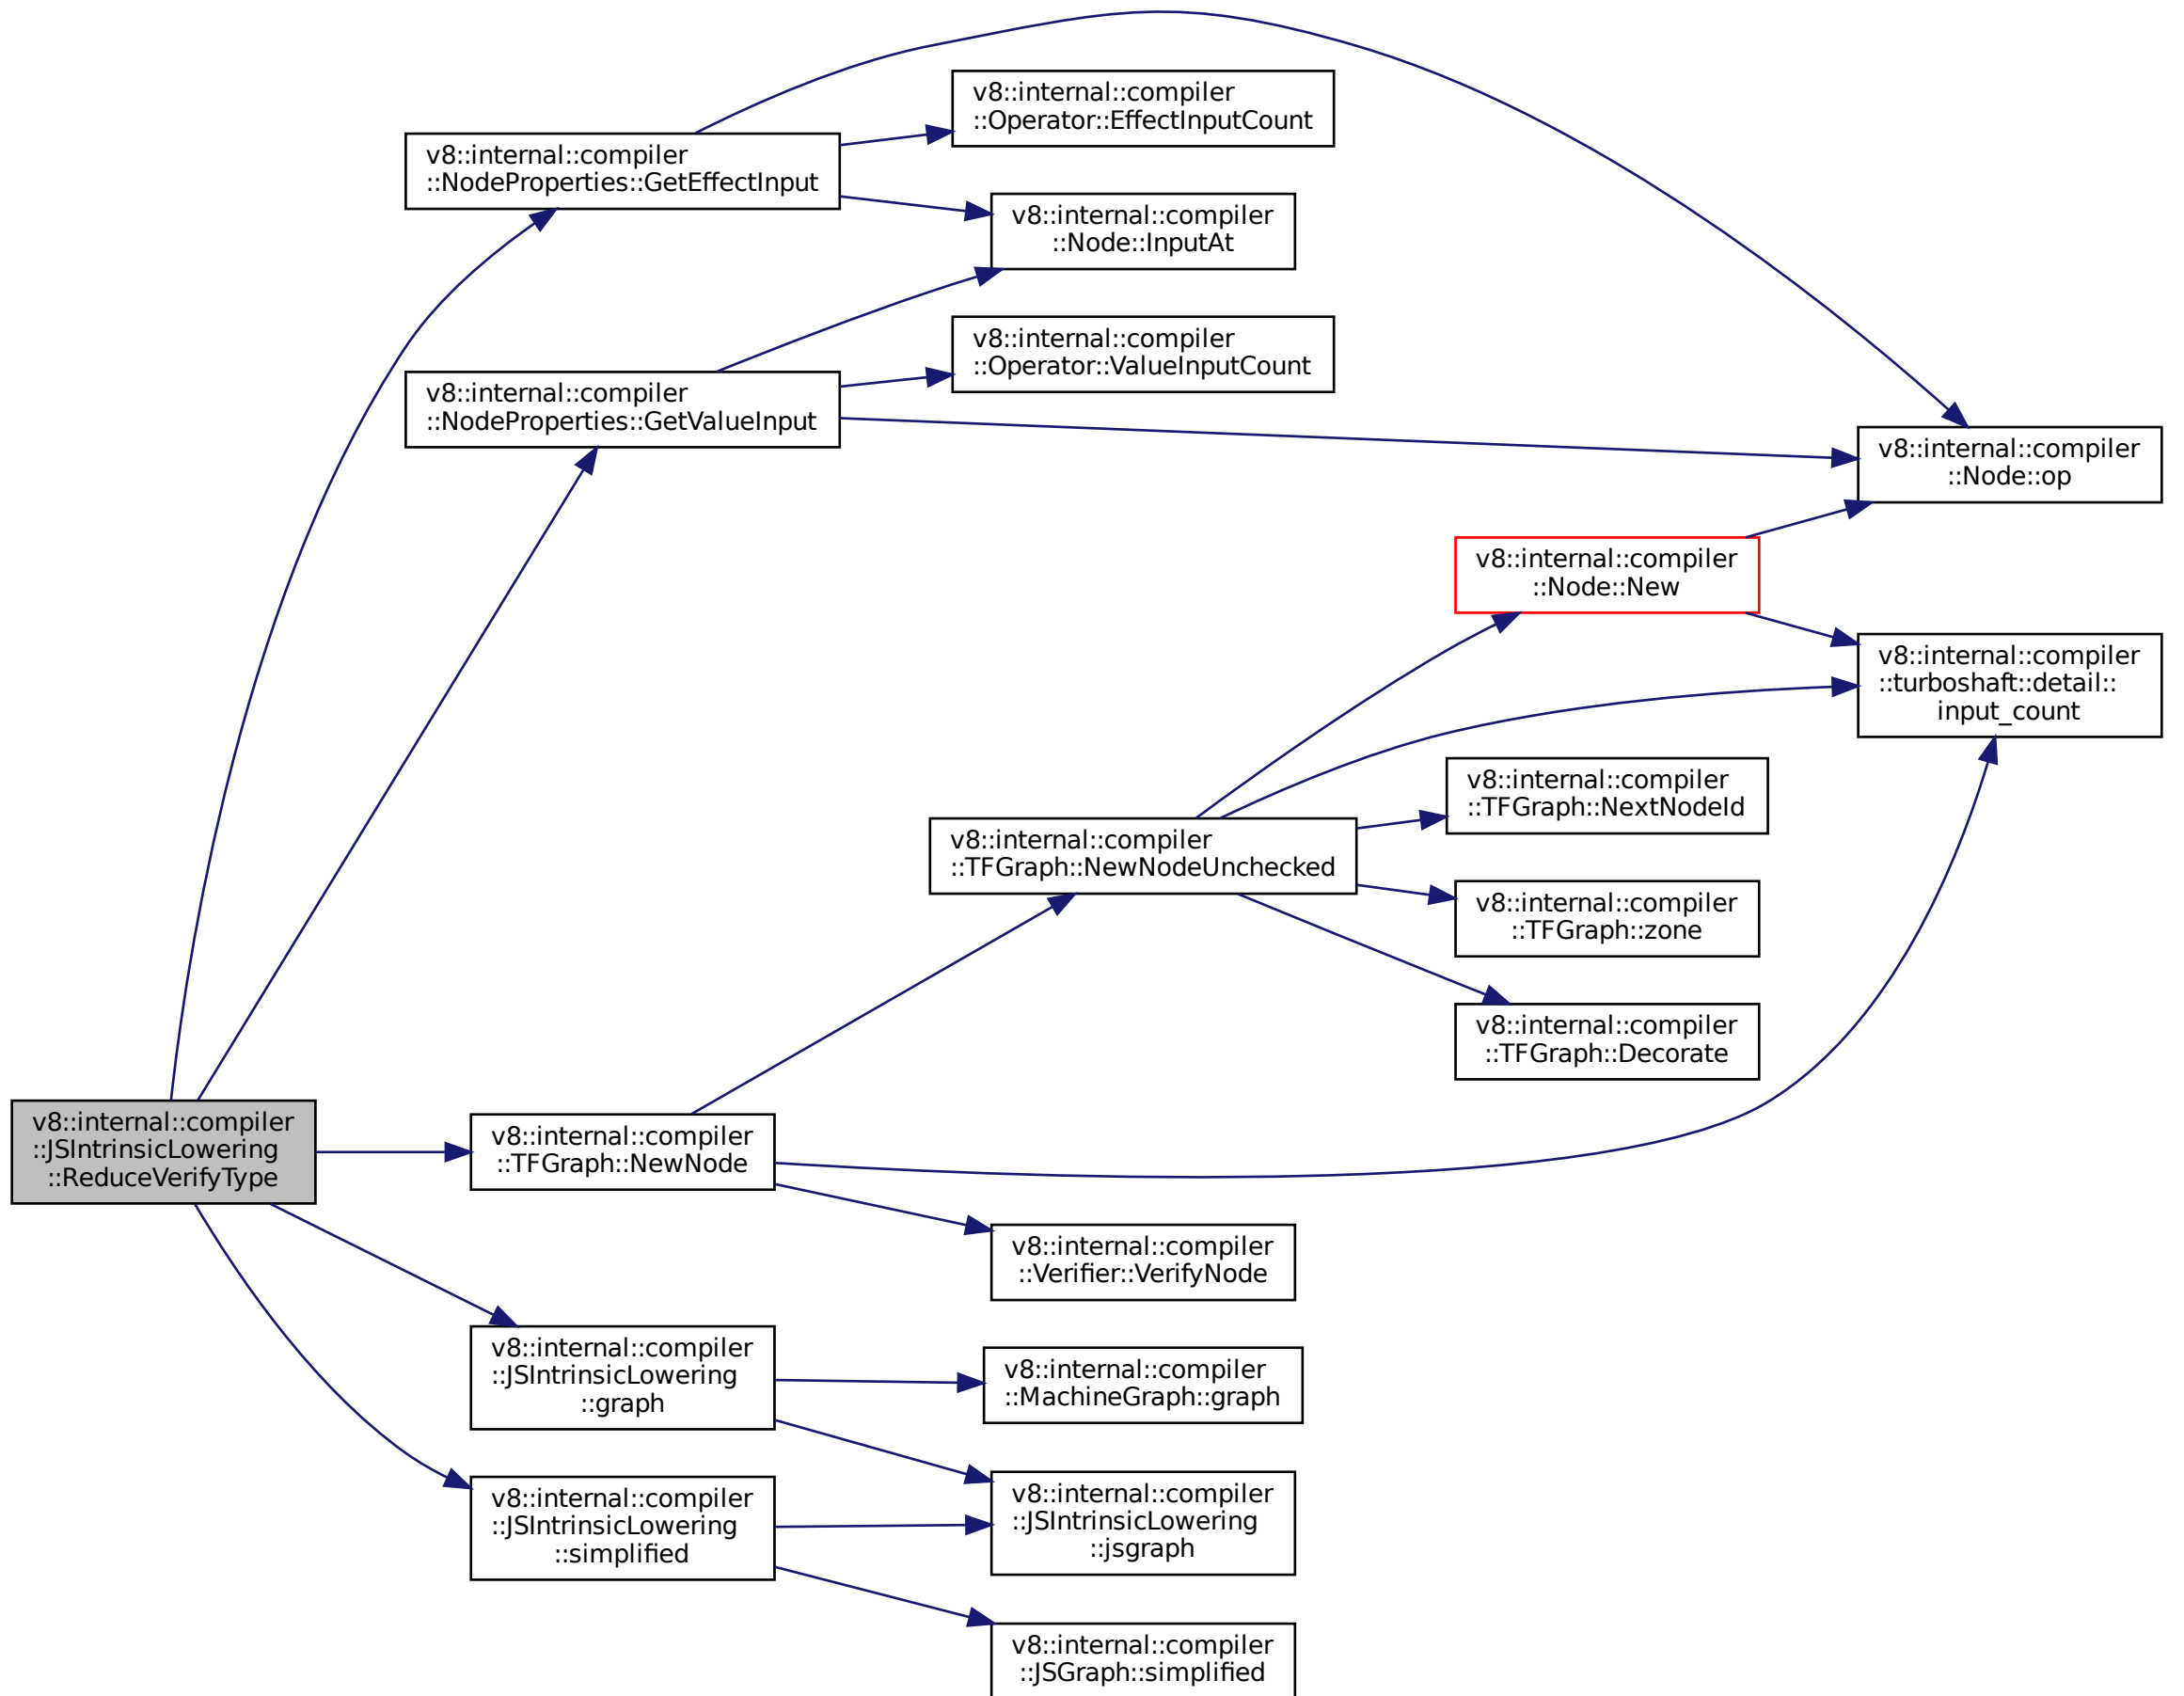 v8::internal::compiler
::Operator::EffectInputCount
v8::internal::compiler
::NodeProperties::GetEffectInput
v8::internal::compiler
::Node::InputAt
v8::internal::compiler
::Operator::ValueInputCount
v8::internal::compiler
::NodeProperties::GetValueInput
v8::internal::compiler
::Node::op
v8::internal::compiler
::Node::New
v8::internal::compiler
::turboshaft::detail::
input_count
v8::internal::compiler
::TFGraph::NextNodeId
v8::internal::compiler
::TFGraph::NewNodeUnchecked
v8::internal::compiler
::TFGraph::zone
v8::internal::compiler
::TFGraph::Decorate
v8::internal::compiler
::JSIntrinsicLowering
::ReduceVerifyType
v8::internal::compiler
::TFGraph::NewNode
v8::internal::compiler
::Verifier::VerifyNode
v8::internal::compiler
::JSIntrinsicLowering
::graph
v8::internal::compiler
::MachineGraph::graph
v8::internal::compiler
::JSIntrinsicLowering
::jsgraph
v8::internal::compiler
::JSIntrinsicLowering
::simplified
v8::internal::compiler
::JSGraph::simplified